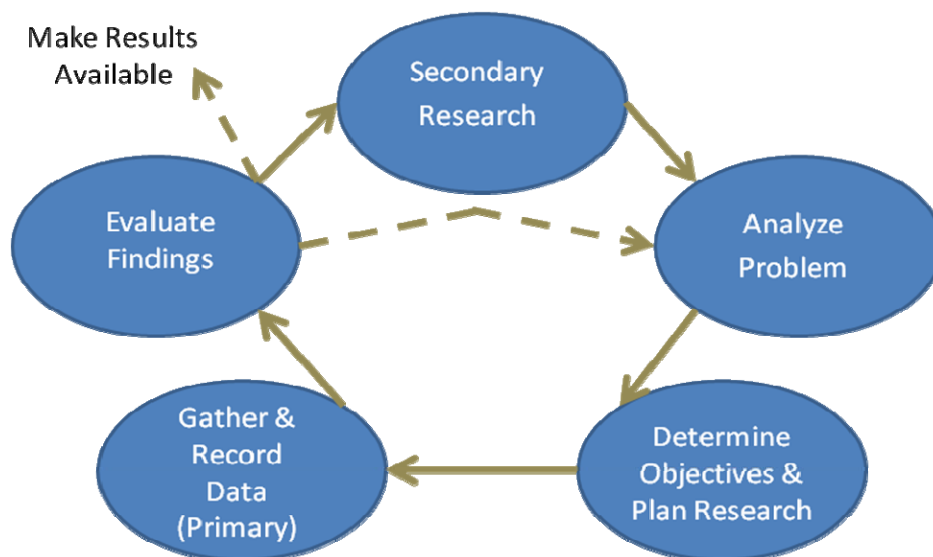 Make Results
Available
Secondary
Research
Evaluate
Findings
Analyze
Problem
Gather &
Record
Data
(Primary)
Determine
Objectives &
Plan Research